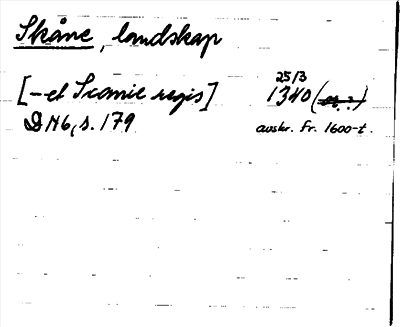 Skåne, landskap
25/3
[-et Scanie regis] 1340
DN6, s. 179 avskr. fr. 1600-t.